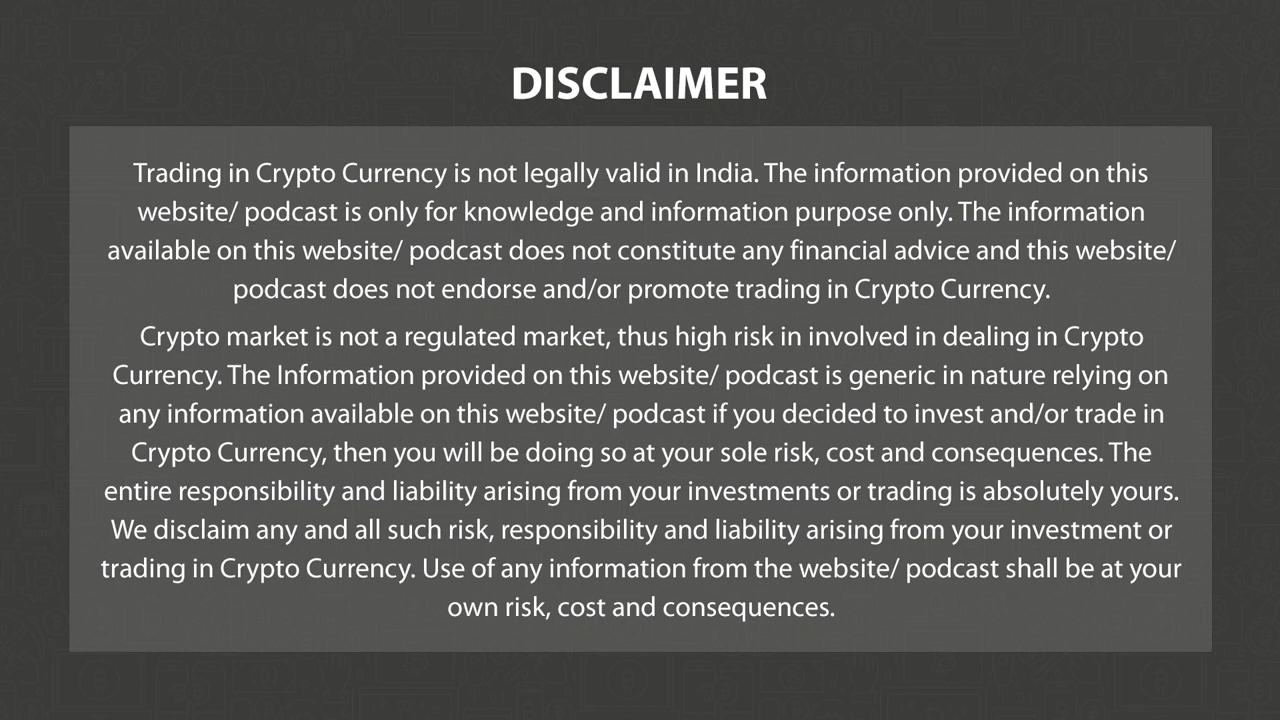 DISCLAIMER
Trading in Crypto Currency is not legally valid in India. The information provided on this
website/ podcast is only for knowledge and information purpose only. The information
available on this website/ podcast does not constitute any financial advice and this website/
podcast does not endorse and/or promote trading in Crypto Currency.
Crypto market is not a regulated market, thus high risk in involved in dealing in Crypto
Currency. The Information provided on this website/ podcast is generic in nature relying on
any information available on this website/ podcast if you decided to invest and/or trade in
Crypto Currency, then you will be doing so at your sole risk, cost and consequences. The
entire responsibility and liability arising from your investments or trading is absolutely yours.
We disclaim any and all such risk, responsibility and liability arising from your investment or
trading in Crypto Currency. Use of any information from the website/ podcast shall be at your
own risk, cost and consequences.